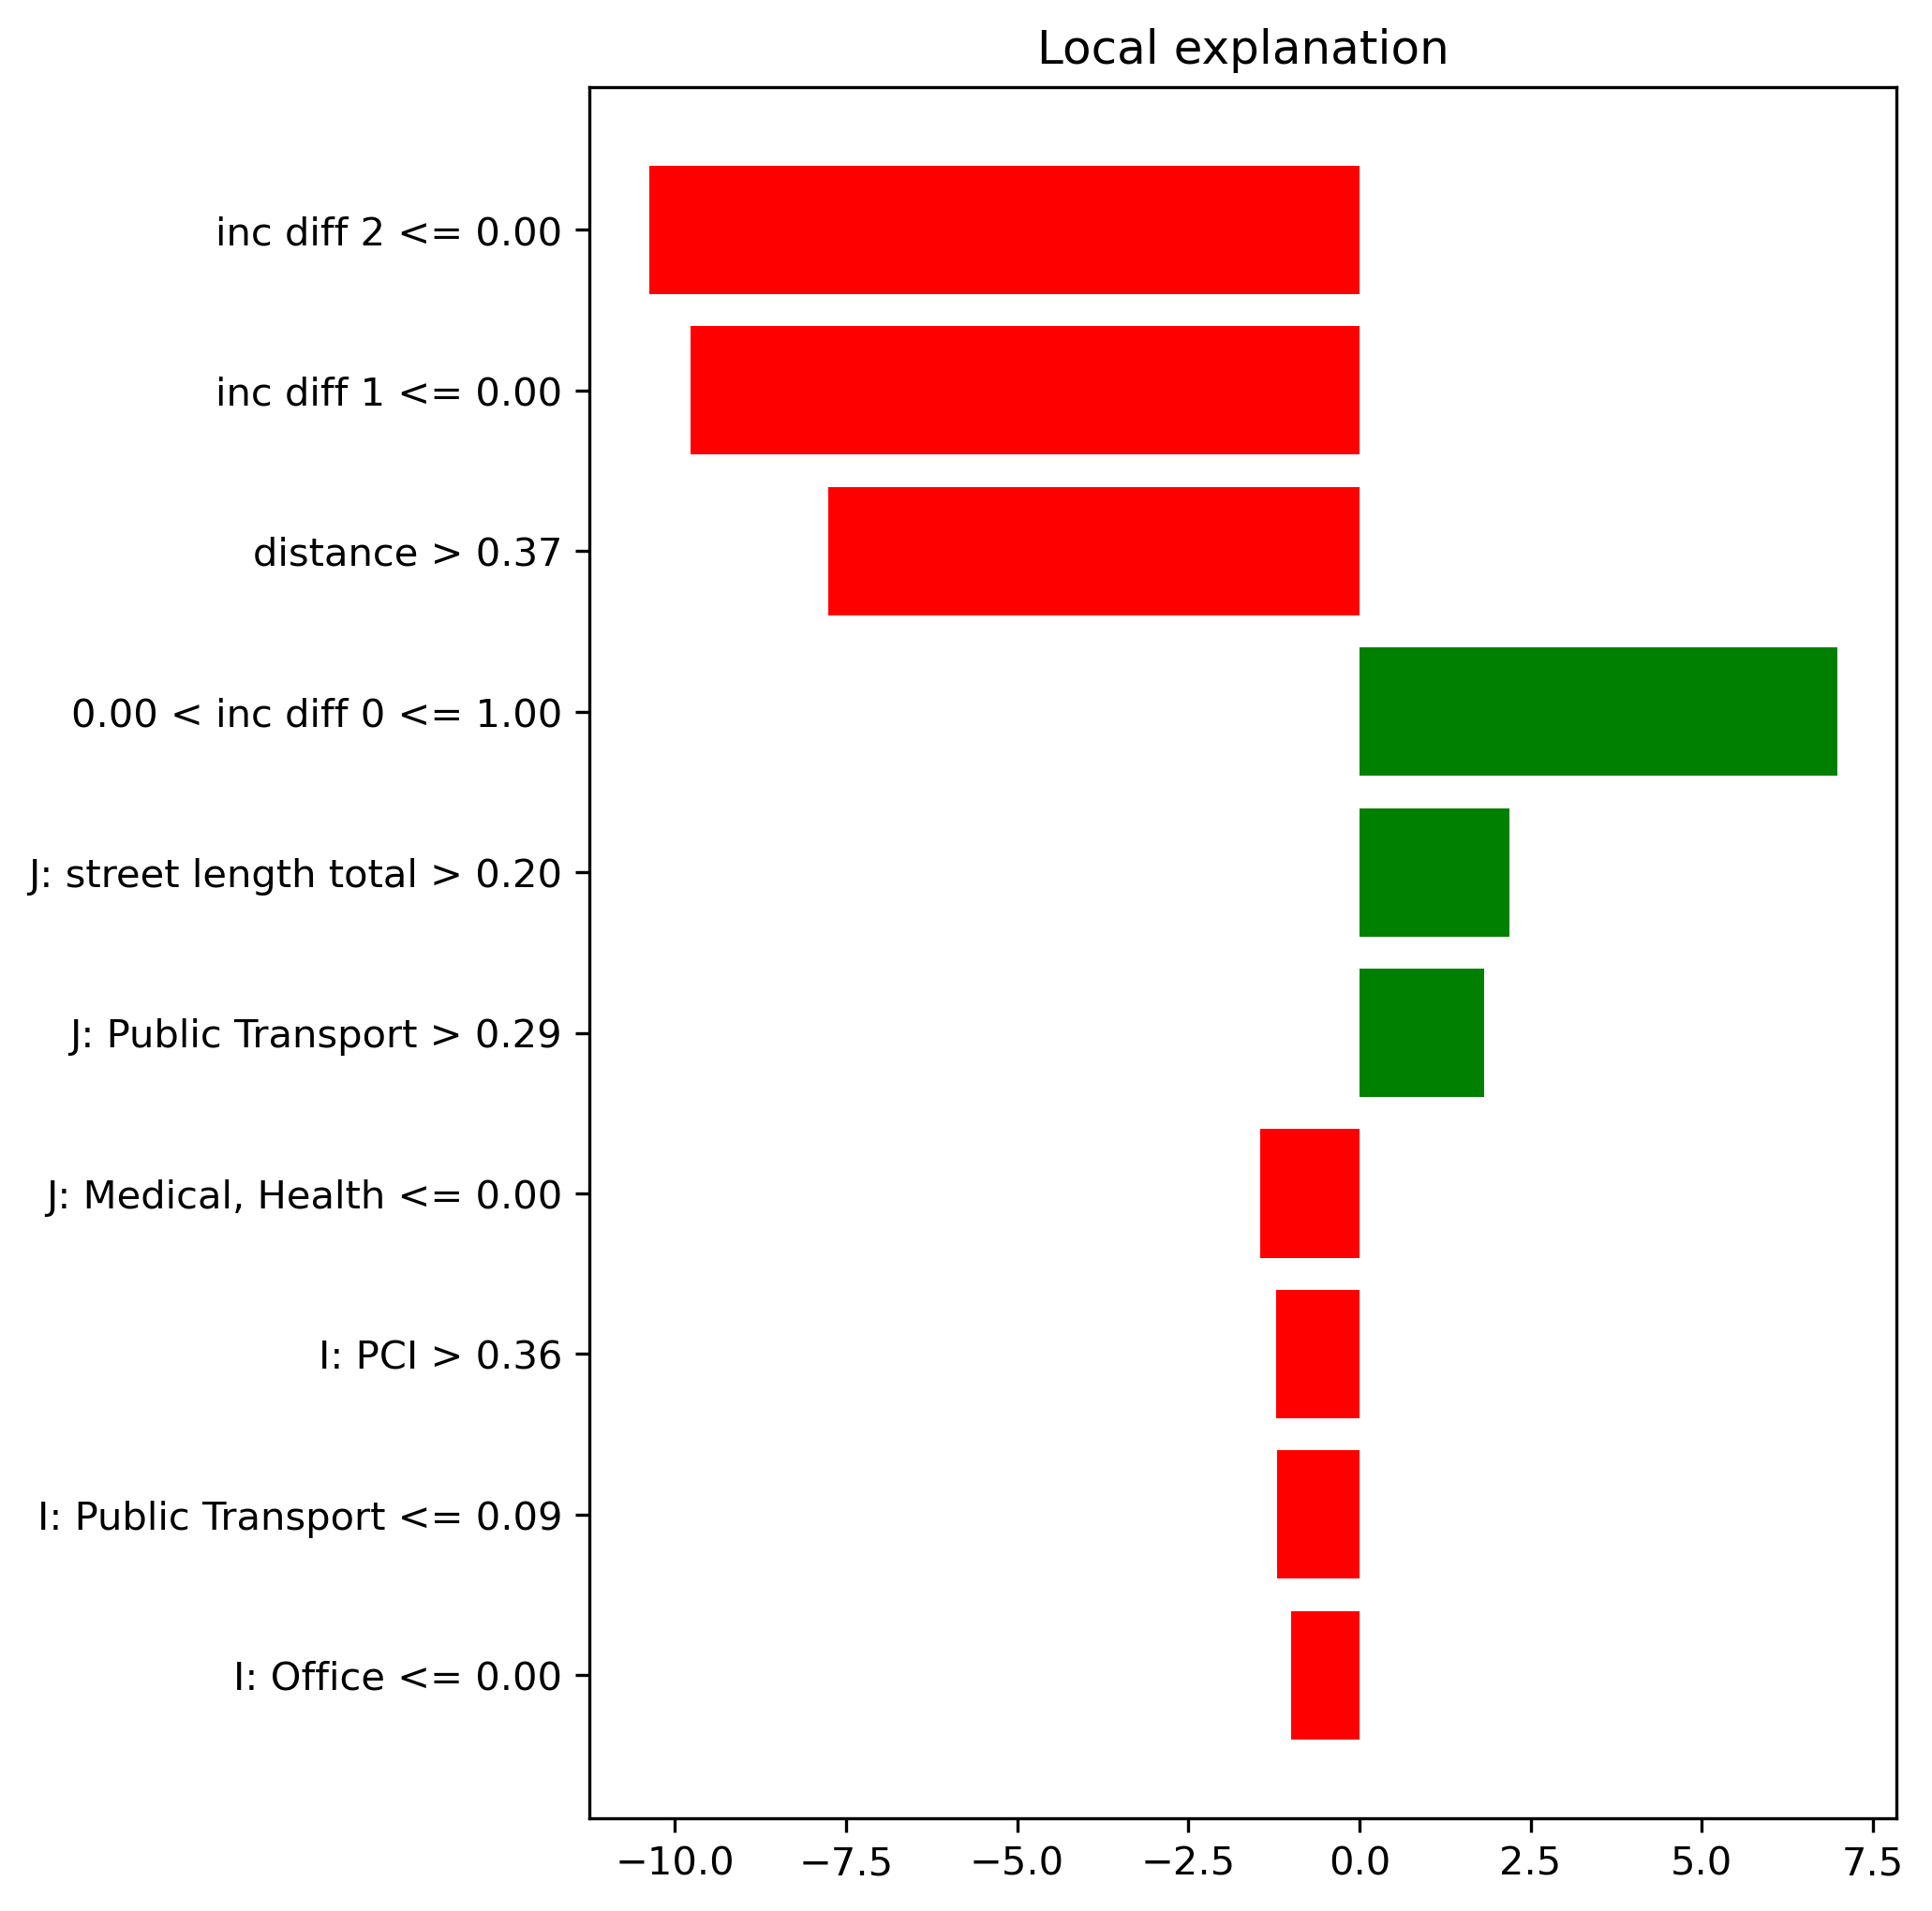 Local explanation
inc diff 2 <= 0.00
inc diff 1 <= 0.00
distance > 0.37
0.00 < inc diff 0 <= 1.00
J: street length total > 0.20
J: Public Transport > 0.29
J: Medical, Health <= 0.00
I: PCI > 0.36
I: Public Transport <= 0.09
I: Office <= 0.00
−10.0 −7.5 −5.0 −2.5 0.0 2.5 5.0 7.5